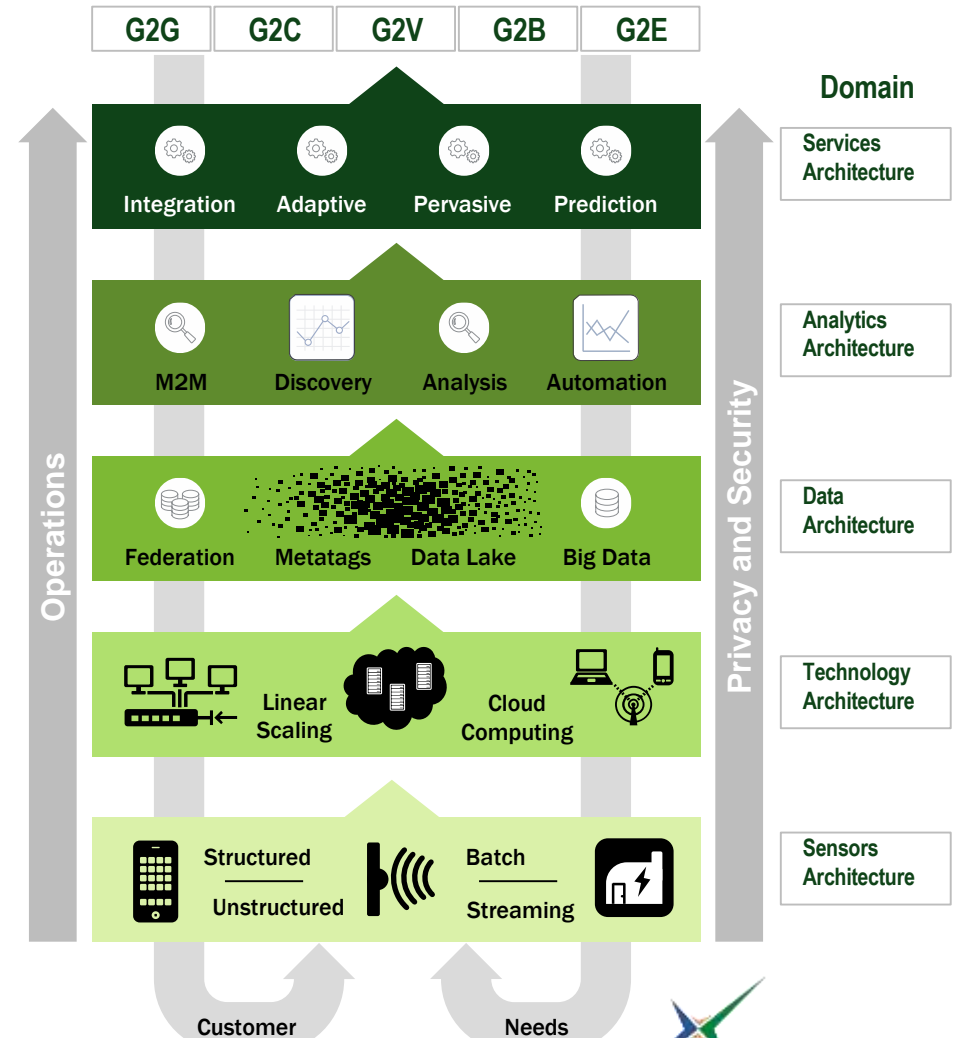 G2G G2C G2V G2B G2E
Domain
Services
Architecture
Integration Adaptive Pervasive Prediction
Analytics
Architecture
M2M Discovery Analysis Automation
Operations
Privacy and Security
Data
Architecture
Federation Metatags Data Lake Big Data
Technology
Architecture
Linear
Scaling
Cloud
Computing
Sensors
Architecture
Structured
Unstructured
Batch
Streaming
Customer
Needs